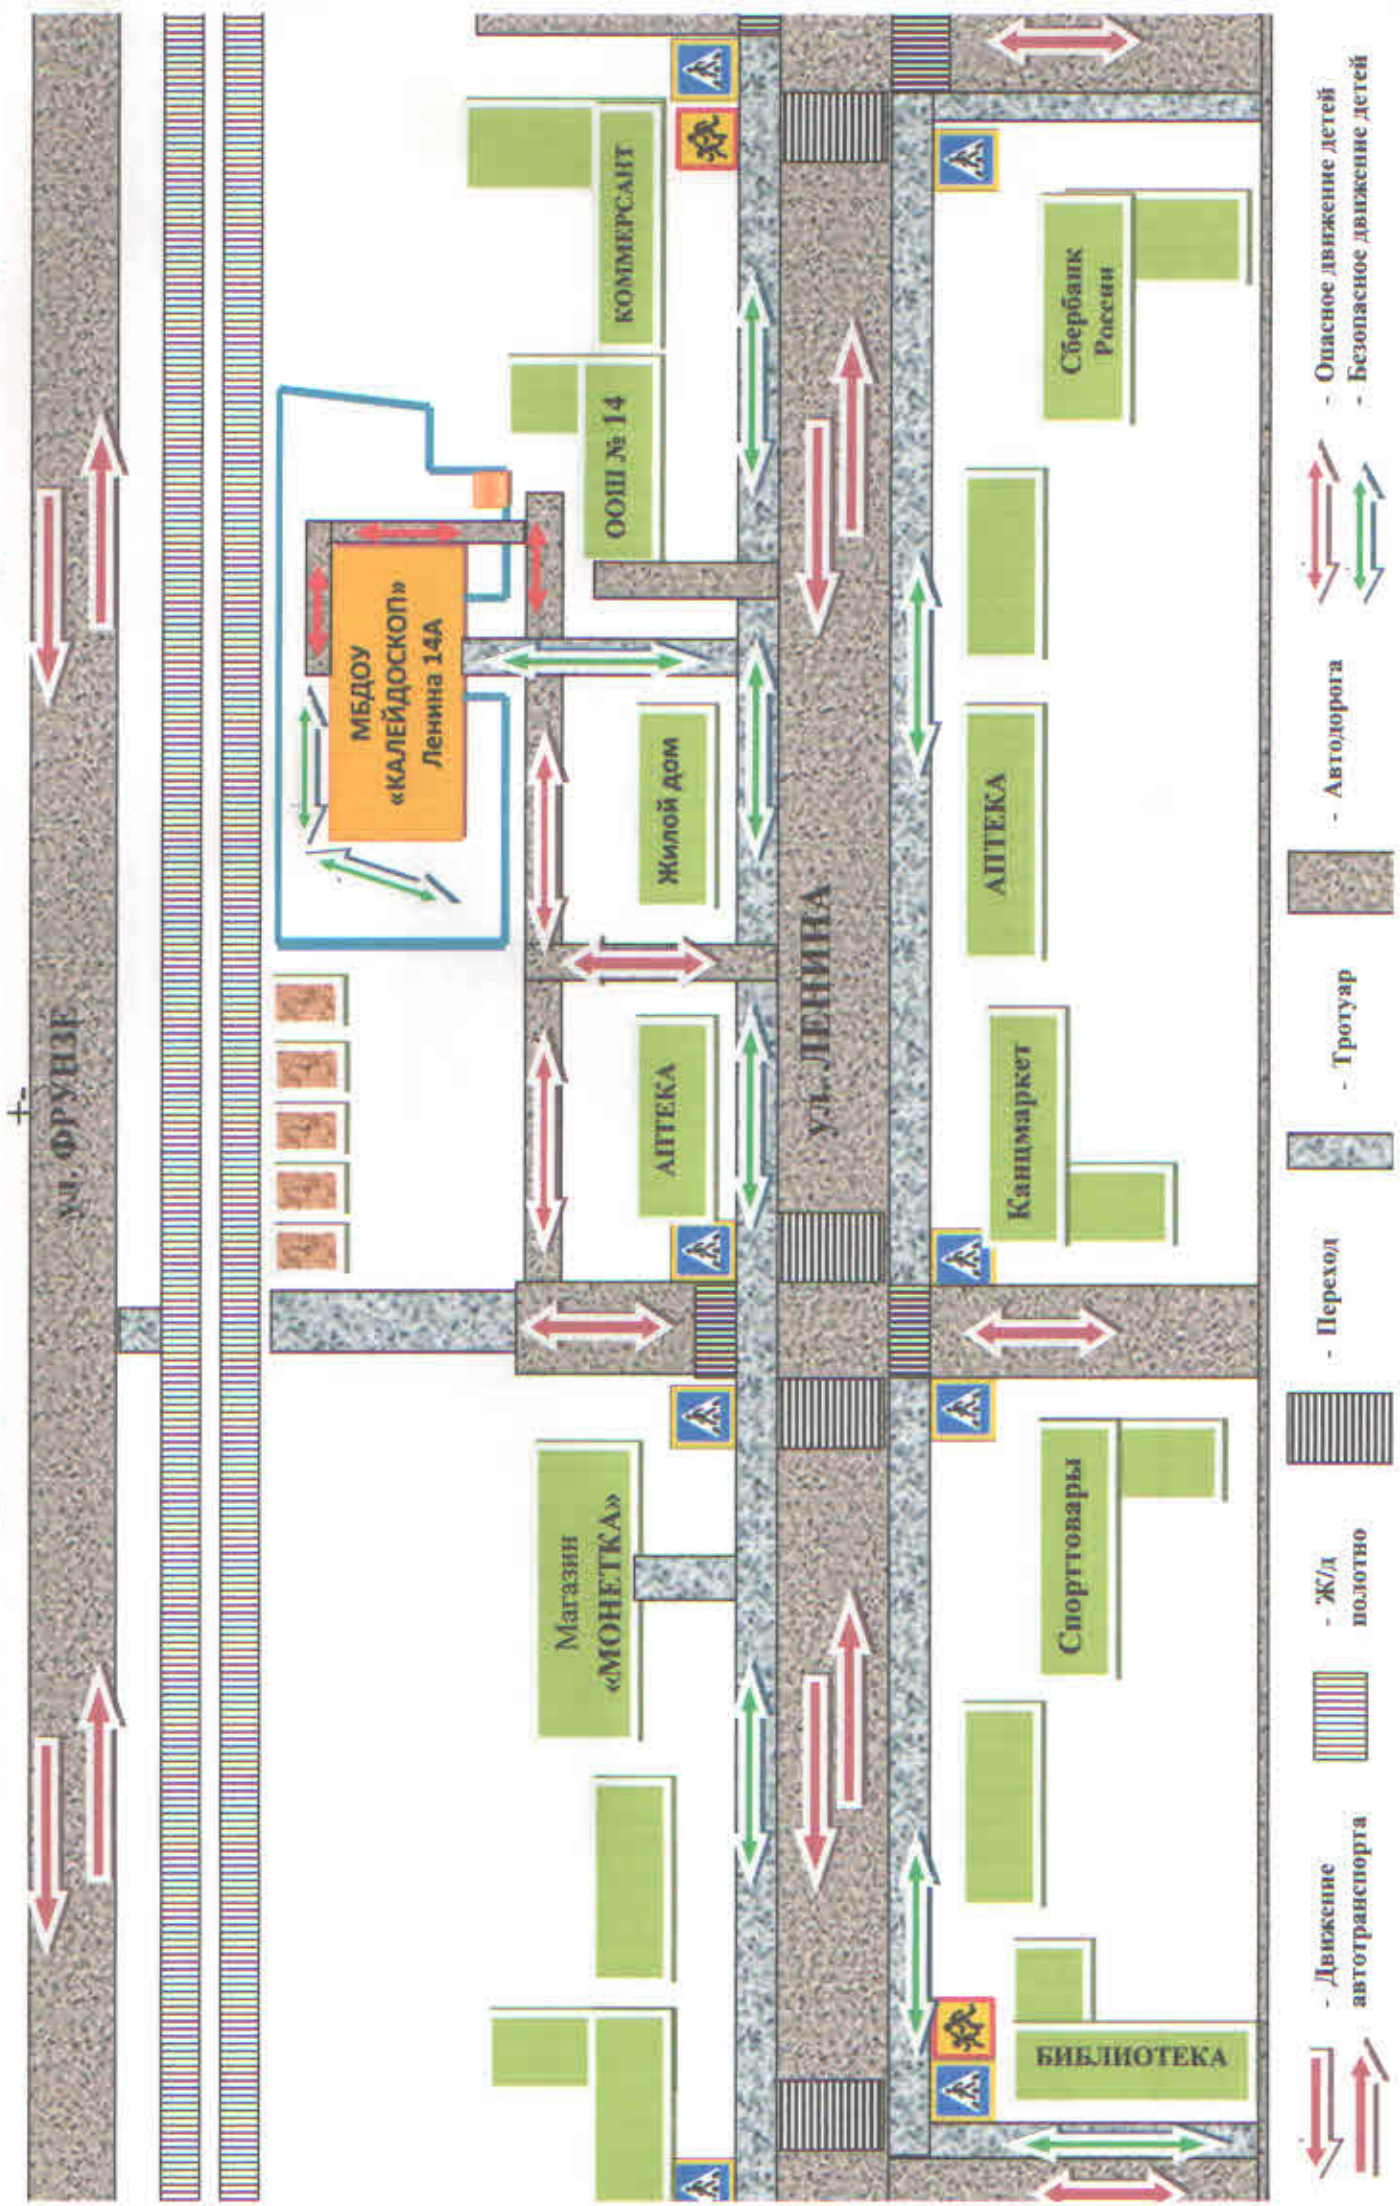 ул. ФРУНЗЕ
МБДОУ
«КАЛЕЙДОСКОП»
Ленина 14А
Магазин
«МОНЕТКА»
АПТЕКА
Жилой дом
ООШ № 14
КОММЕРСАНТ
ул. ЛЕНИНА
БИБЛИОТЕКА
Спорттовары
Канцмаркет
АПТЕКА
Сбербанк
России
- Движение
автотранспорта
- Ж/д
полотно
- Переход
- Тротуар
- Автодорога
- Опасное движение детей
- Безопасное движение детей